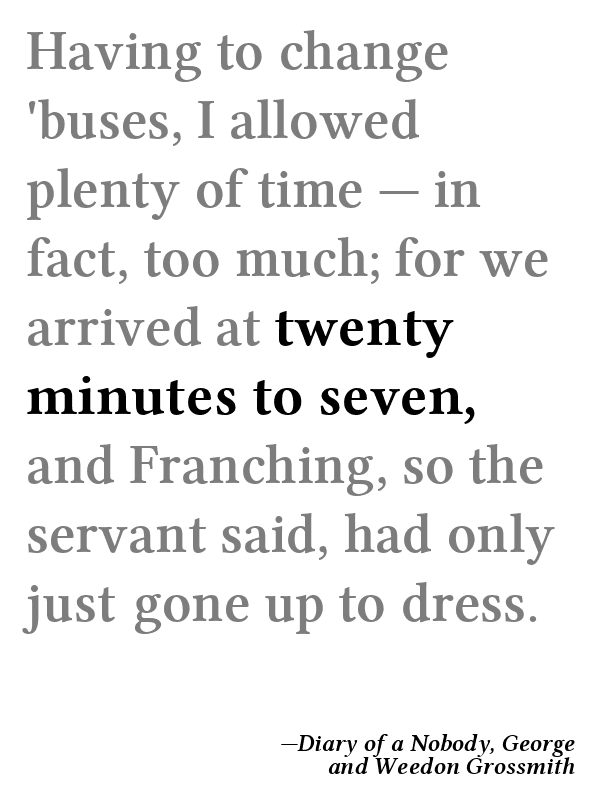 Having to change
'buses, I allowed
plenty of time — in
fact, too much; for we
arrived at twenty
minutes to seven,
and Franching, so the
servant said, had only
just gone up to dress.
—Diary of a Nobody, George
and Weedon Grossmith